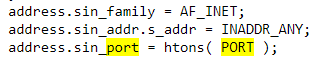 address.sin_family = AF_INET;
address.sin_addr.s_addr = INADDR_ANY;
address.sin_port = htons( PORT );